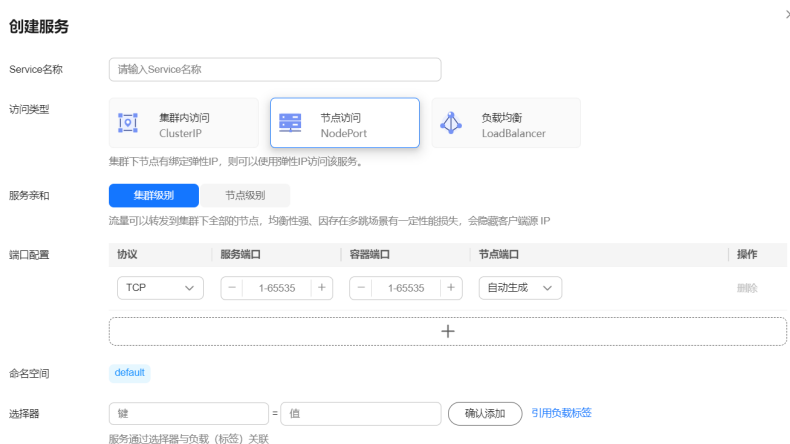 创建服务
Service名称 请输入Service名称
访问类型 集群内访问 节点访问 负载均衡
ClusterIP NodePort LoadBalancer
集群下节点有绑定弹性IP，则可以使用弹性IP访问该服务。
服务亲和 集群级别 节点级别
流量可以转发到集群下全部的节点，均衡性强、因存在多跳场景有一定性能损失，会隐藏客户端源 IP
端口配置 协议 服务端口 容器端口 节点端口 操作
TCP − 1-65535 + − 1-65535 + 自动生成 删除
+
命名空间 default
选择器 键 = 值 确认添加 引用负载标签
服务通过选择器与负载（标签）关联